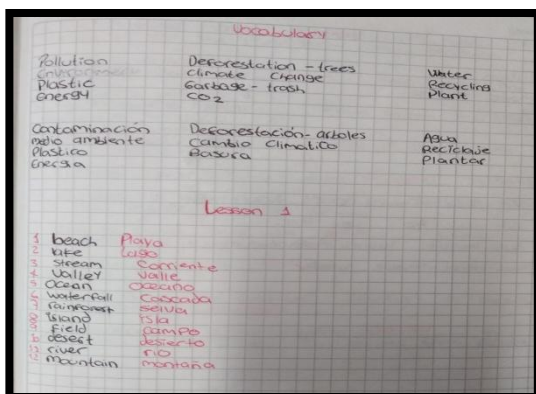 Vocabulary
Pollution Deforestation - trees Water
Environment Climate change Recycling
Plastic Garbage - trash Plant
Energy CO2
Contaminación Deforestación - arboles Agua
medio ambiente Cambio Climatico Reciclaje
Plastico Basura Plantar
Energia
Lesson 1
1 beach Playa
2 lake Lago
3 stream Corriente
4 Valley Valle
5 Ocean Oceano
6 waterfall Cascada
7 rainforest selva
8 Island isla
9 field campo
10 desert desierto
11 river rio
12 mountain montaña